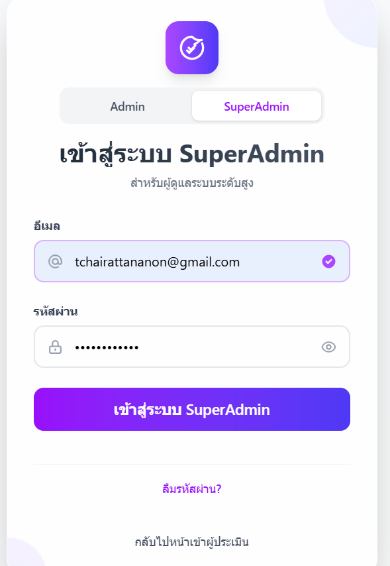 Admin
SuperAdmin
เข้าสู่ระบบ SuperAdmin
สำหรับผู้ดูแลระบบระดับสูง
อีเมล
@ tchairattananon@gmail.com
รหัสผ่าน
••••••••••••
เข้าสู่ระบบ SuperAdmin
ลืมรหัสผ่าน?
กลับไปหน้าเข้าผู้ประเมิน